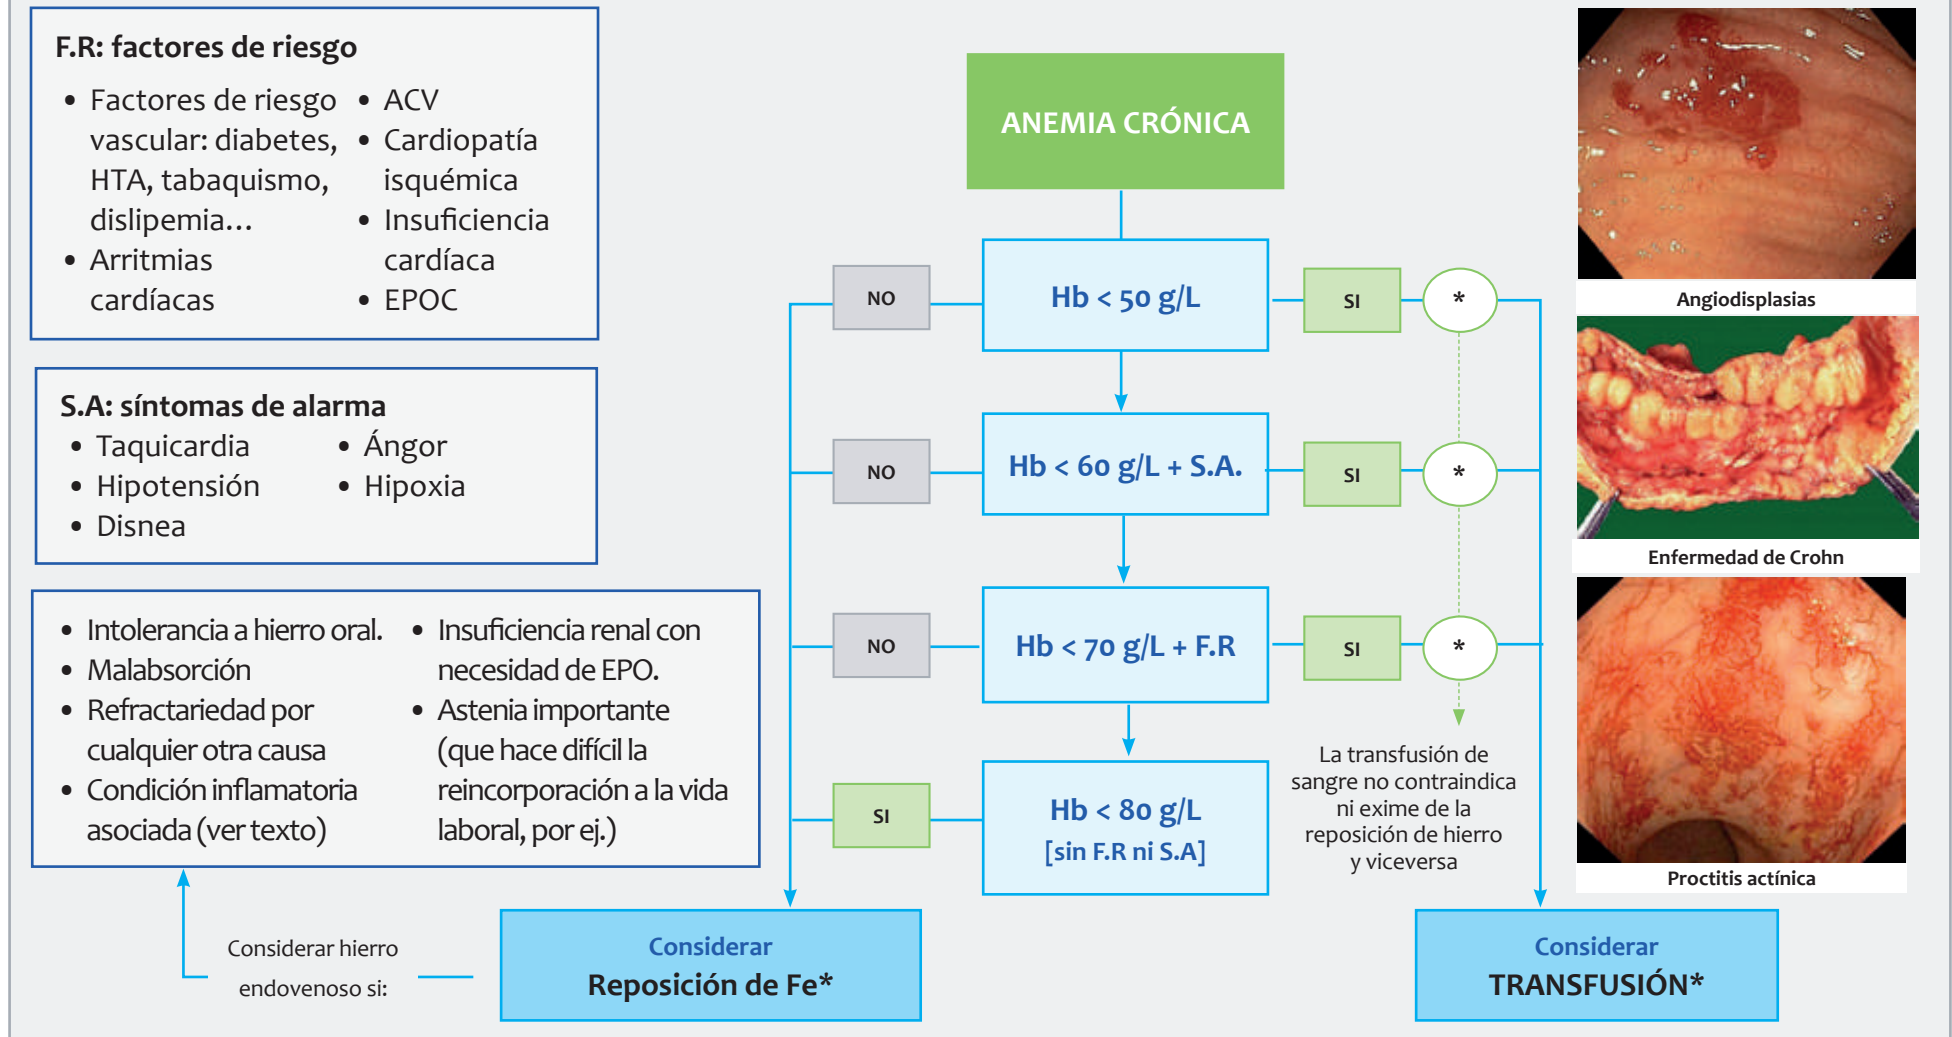 F.R: factores de riesgo
• Factores de riesgo
vascular: diabetes,
HTA, tabaquismo,
dislipemia...
• Arritmias
cardíacas
• ACV
• Cardiopatía
isquémica
• Insuficiencia
cardíaca
• EPOC
S.A: síntomas de alarma
• Taquicardia
• Hipotensión
• Disnea
• Ángor
• Hipoxia
• Intolerancia a hierro oral.
• Malabsorción
• Refractariedad por
cualquier otra causa
• Condición inflamatoria
asociada (ver texto)
• Insuficiencia renal con
necesidad de EPO.
• Astenia importante
(que hace difícil la
reincorporación a la vida
laboral, por ej.)
Considerar hierro
endovenoso si:
ANEMIA CRÓNICA
NO
Hb < 50 g/L
SI
*
NO
Hb < 60 g/L + S.A.
SI
*
NO
Hb < 70 g/L + F.R
SI
*
SI
Hb < 80 g/L
[sin F.R ni S.A]
La transfusión de
sangre no contraindica
ni exime de la
reposición de hierro
y viceversa
Considerar
Reposición de Fe*
Considerar
TRANSFUSIÓN*
Angiodisplasias
Enfermedad de Crohn
Proctitis actínica